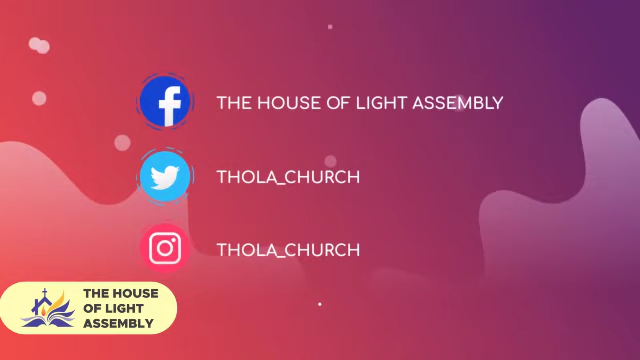 THE HOUSE OF LIGHT ASSEMBLY
THOLA_CHURCH
THOLA_CHURCH
THE HOUSE
OF LIGHT
ASSEMBLY